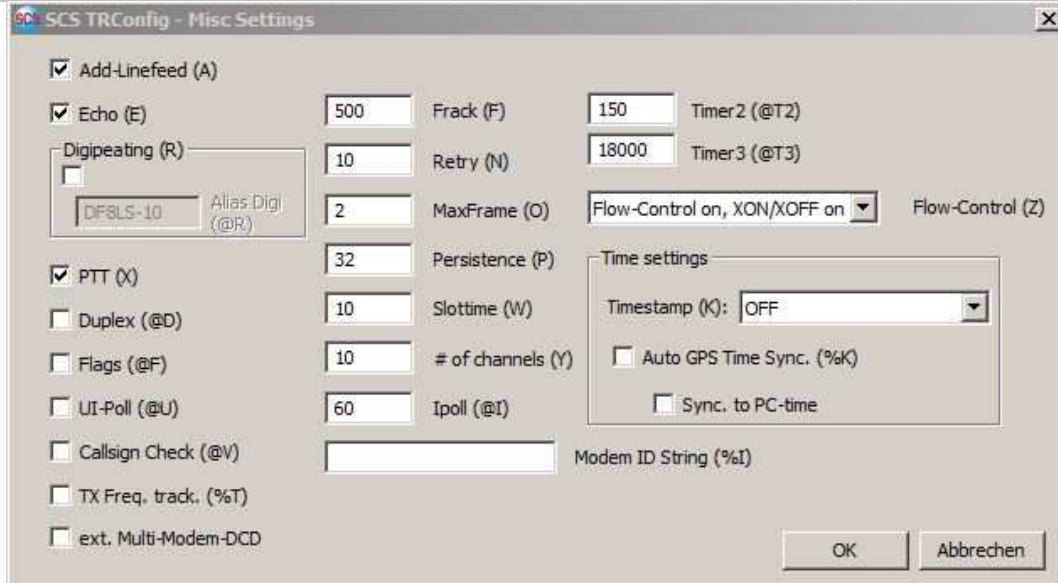 SCS TRConfig - Misc Settings
Add-Linefeed (A)
Echo (E)
Digipeating (R)
DF8LS-10
Alias Digi
(@R)
PTT (X)
Duplex (@D)
Flags (@F)
UI-Poll (@U)
Callsign Check (@V)
TX Freq. track. (%T)
ext. Multi-Modem-DCD
500 Frack (F)
10 Retry (N)
2 MaxFrame (O)
32 Persistence (P)
10 Slottime (W)
10 # of channels (Y)
60 Ipoll (@I)
Modem ID String (%I)
150 Timer2 (@T2)
18000 Timer3 (@T3)
Flow-Control on, XON/XOFF on Flow-Control (Z)
Time settings
Timestamp (K): OFF
Auto GPS Time Sync. (%K)
Sync. to PC-time
OK
Abbrechen